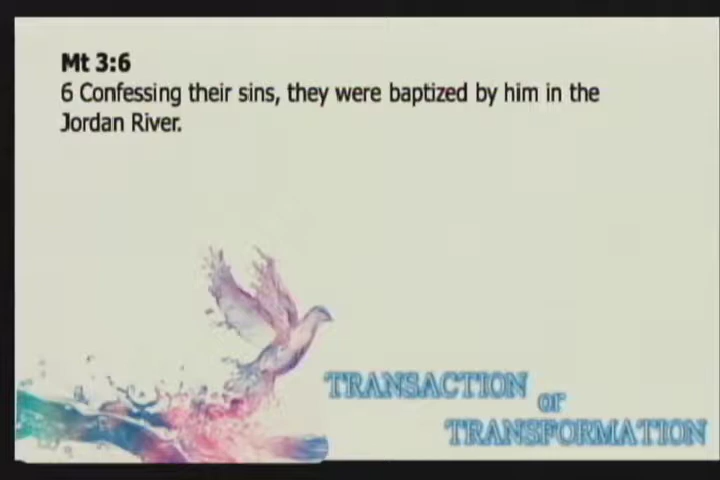 Mt 3:6
6 Confessing their sins, they were baptized by him in the
Jordan River.
TRANSACTION
or
TRANSFORMATION